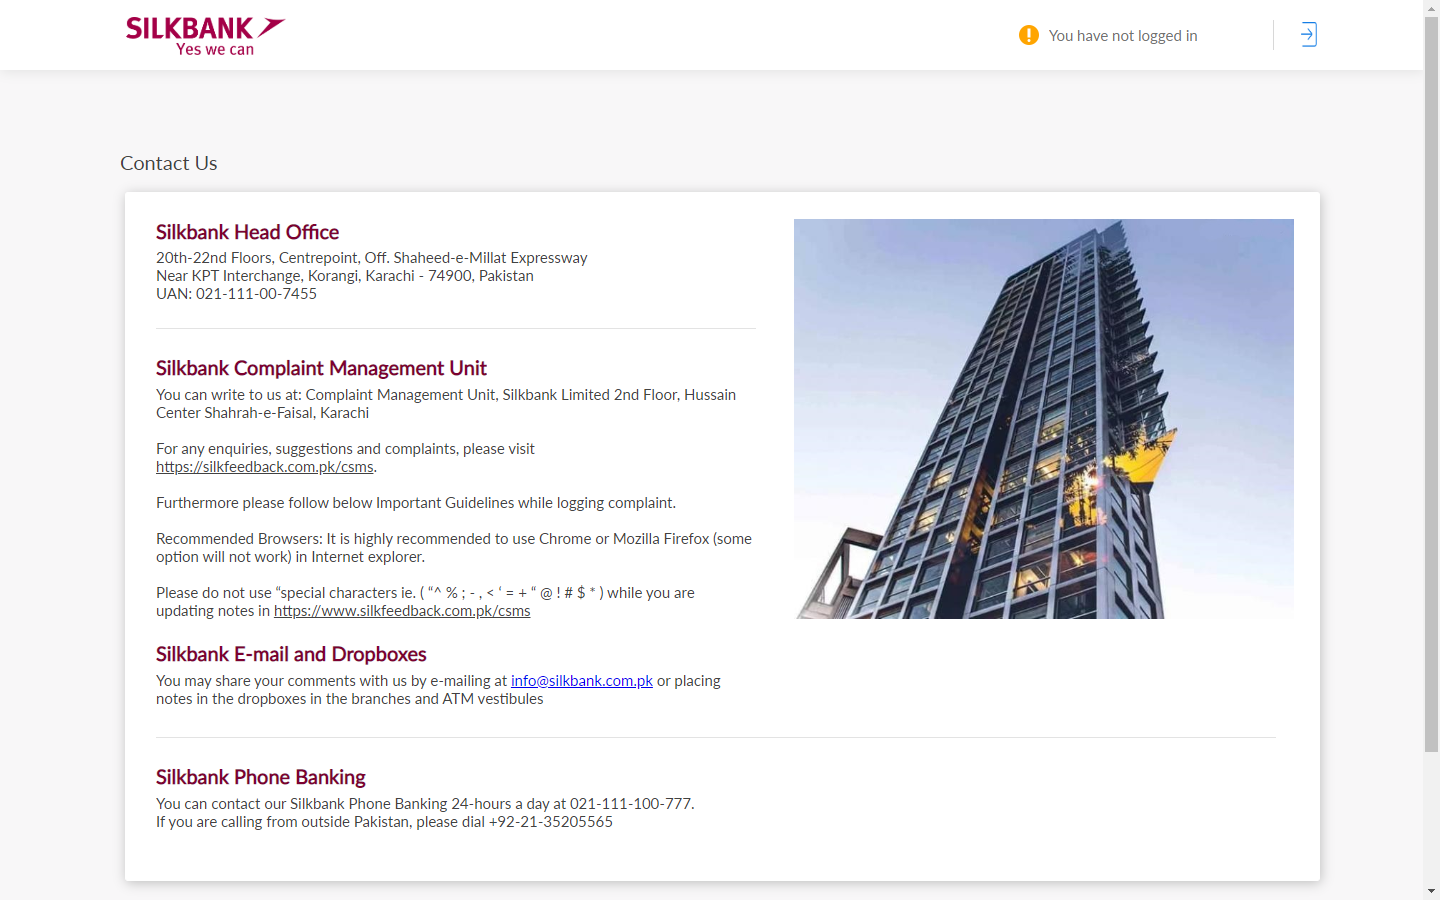 SILKBANK
Yes we can
You have not logged in
Contact Us
Silkbank Head Office
20th-22nd Floors, Centrepoint, Off. Shaheed-e-Millat Expressway
Near KPT Interchange, Korangi, Karachi - 74900, Pakistan
UAN: 021-111-00-7455
Silkbank Complaint Management Unit
You can write to us at: Complaint Management Unit, Silkbank Limited 2nd Floor, Hussain
Center Shahrah-e-Faisal, Karachi
For any enquiries, suggestions and complaints, please visit
https://silkfeedback.com.pk/csms.
Furthermore please follow below Important Guidelines while logging complaint.
Recommended Browsers: It is highly recommended to use Chrome or Mozilla Firefox (some
option will not work) in Internet explorer.
Please do not use “special characters ie. ( “^ % ; - , < ‘ = + “ @ ! # $ * ) while you are
updating notes in https://www.silkfeedback.com.pk/csms
Silkbank E-mail and Dropboxes
You may share your comments with us by e-mailing at info@silkbank.com.pk or placing
notes in the dropboxes in the branches and ATM vestibules
Silkbank Phone Banking
You can contact our Silkbank Phone Banking 24-hours a day at 021-111-100-777.
If you are calling from outside Pakistan, please dial +92-21-35205565